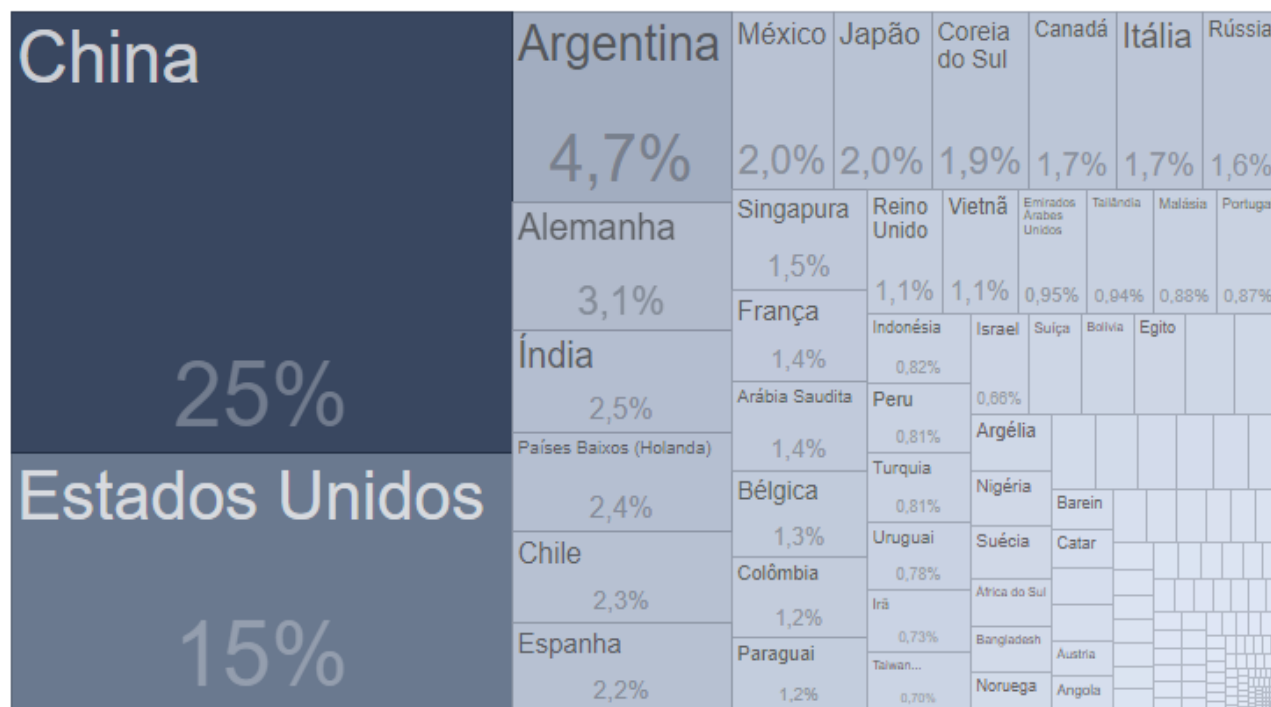 China
25%
Estados Unidos
15%
Argentina
4,7%
Alemanha
3,1%
Índia
2,5%
Países Baixos (Holanda)
2,4%
Chile
2,3%
Espanha
2,2%
México
2,0%
Japão
2,0%
Coreia
do Sul
1,9%
Canadá
1,7%
Itália
1,7%
Rússia
1,6%
Singapura
1,5%
França
1,4%
Arábia Saudita
1,4%
Bélgica
1,3%
Colômbia
1,2%
Paraguai
1,2%
Reino
Unido
1,1%
Vietnã
1,1%
Emirados
Árabes
Unidos
0,95%
Tailândia
0,94%
Malásia
0,88%
Portuga
0,87%
Indonésia
0,82%
Peru
0,81%
Turquia
0,81%
Uruguai
0,78%
Irã
0,73%
Taiwan...
0,70%
Israel
0,66%
Suíça
Bolívia
Egito
Argélia
Nigéria
Suécia
África do Sul
Bangladesh
Noruega
Barein
Catar
Áustria
Angola